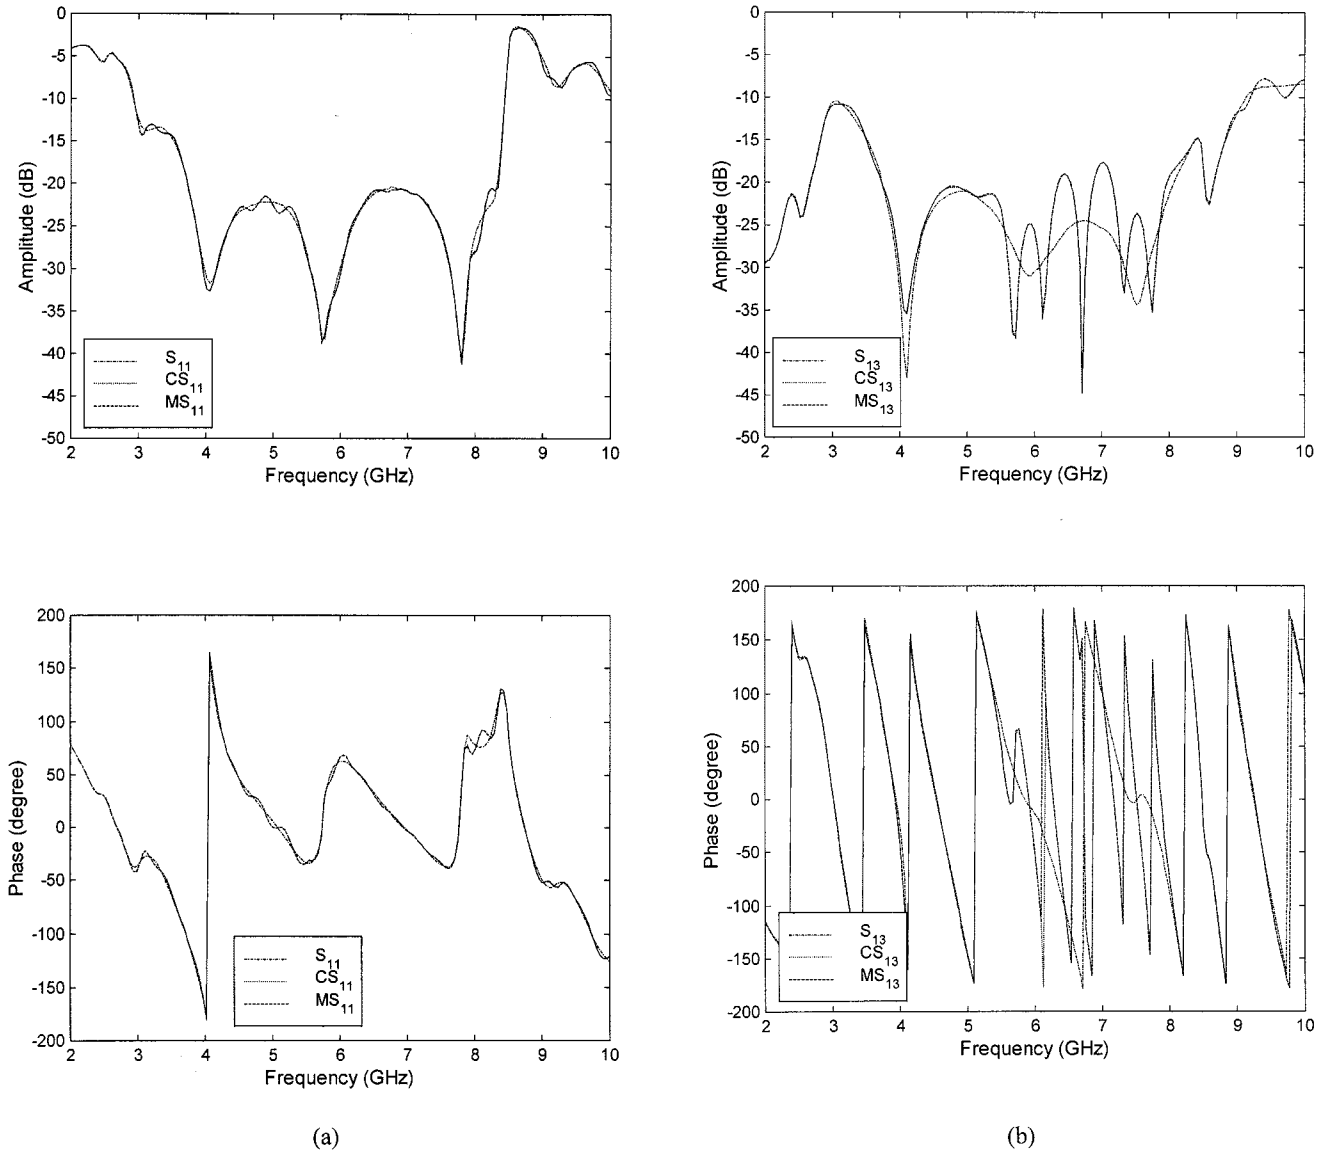 0
-5
-10
-15
-20
-25
-30
-35
-40
-45
-50
Amplitude (dB)
S11
CS11
MS11
2 3 4 5 6 7 8 9 10
Frequency (GHz)
0
-5
-10
-15
-20
-25
-30
-35
-40
-45
-50
Amplitude (dB)
S13
CS13
MS13
2 3 4 5 6 7 8 9 10
Frequency (GHz)
200
150
100
50
0
-50
-100
-150
-200
Phase (degree)
S11
CS11
MS11
2 3 4 5 6 7 8 9 10
Frequency (GHz)
(a)
200
150
100
50
0
-50
-100
-150
-200
Phase (degree)
S13
CS13
MS13
2 3 4 5 6 7 8 9 10
Frequency (GHz)
(b)